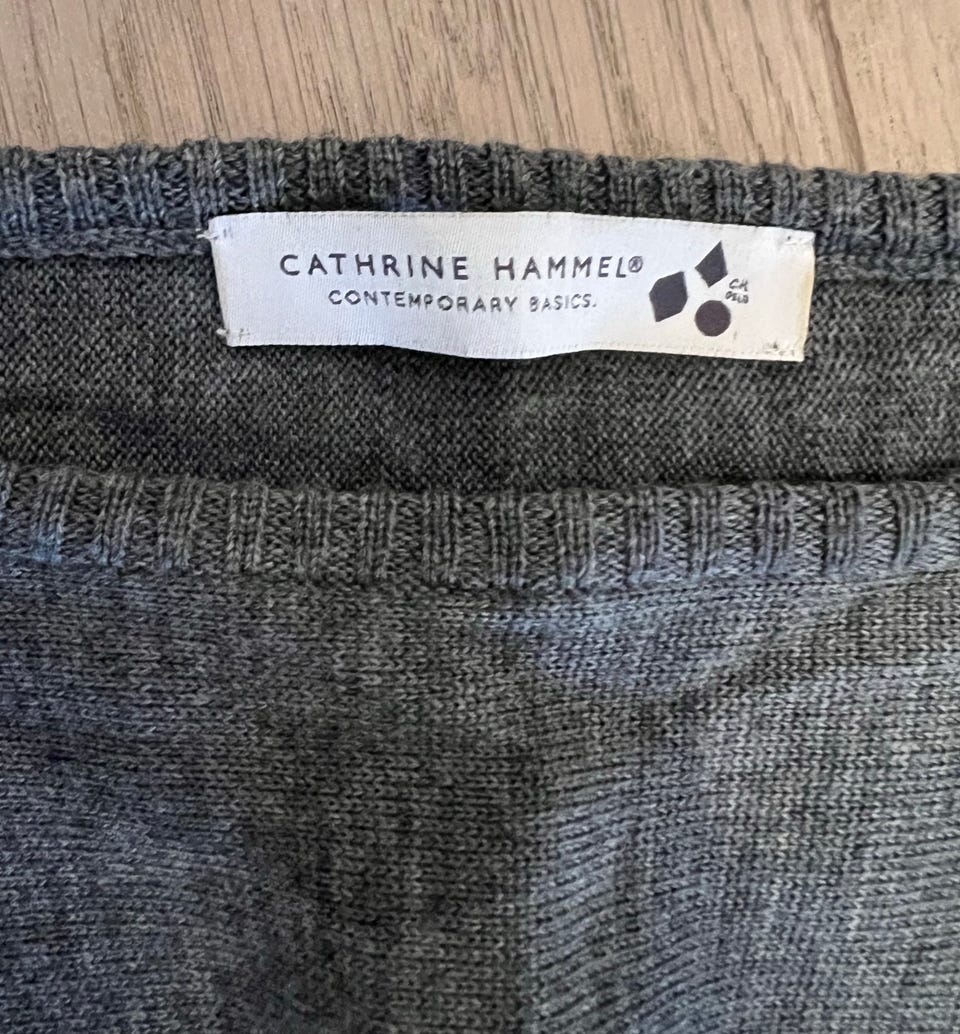 CATHRINE HAMMEL®
CONTEMPORARY BASICS.
CH
OSLO